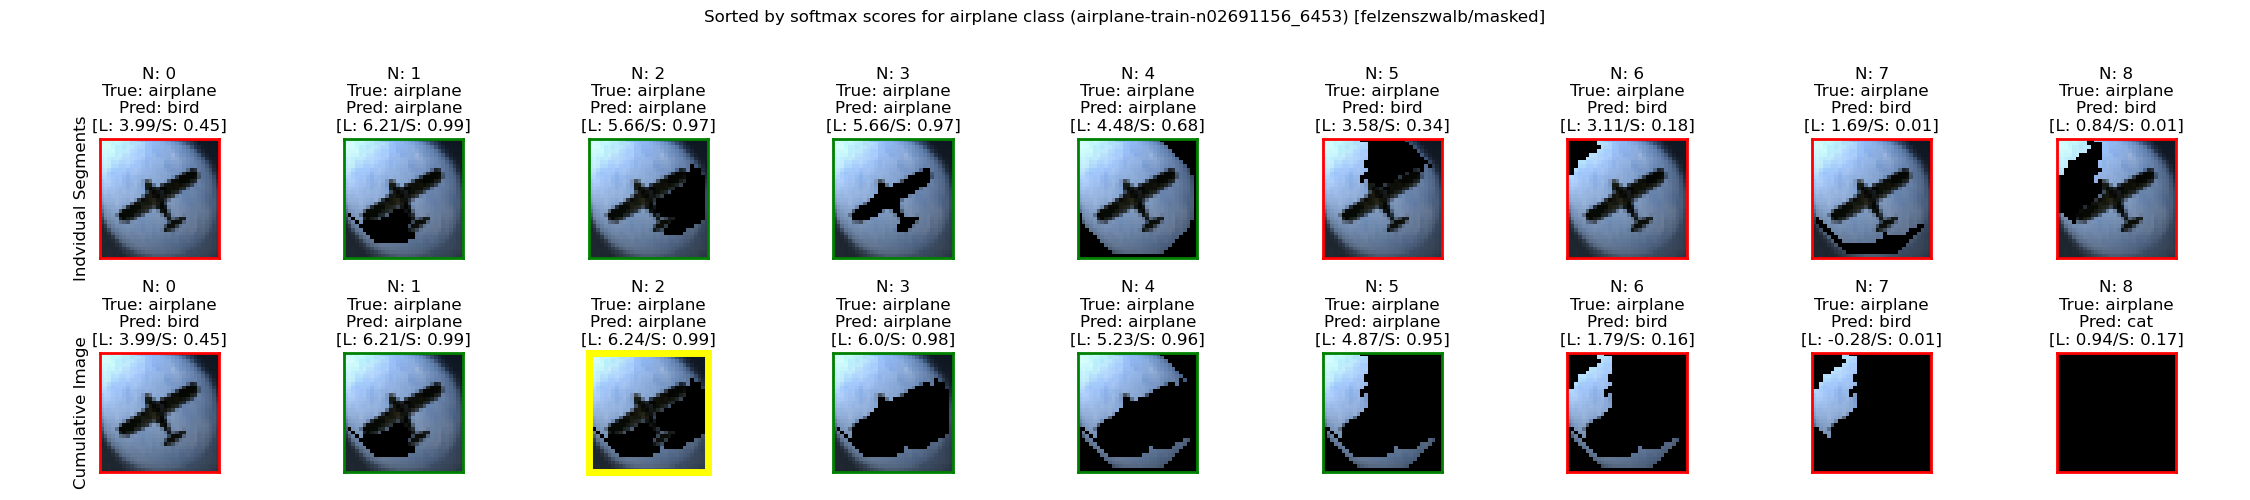 Sorted by softmax scores for airplane class (airplane-train-n02691156_6453) [felzenszwalb/masked]
Indvidual Segments
N: 0
True: airplane
Pred: bird
[L: 3.99/S: 0.45]
N: 1
True: airplane
Pred: airplane
[L: 6.21/S: 0.99]
N: 2
True: airplane
Pred: airplane
[L: 5.66/S: 0.97]
N: 3
True: airplane
Pred: airplane
[L: 5.66/S: 0.97]
N: 4
True: airplane
Pred: airplane
[L: 4.48/S: 0.68]
N: 5
True: airplane
Pred: bird
[L: 3.58/S: 0.34]
N: 6
True: airplane
Pred: bird
[L: 3.11/S: 0.18]
N: 7
True: airplane
Pred: bird
[L: 1.69/S: 0.01]
N: 8
True: airplane
Pred: bird
[L: 0.84/S: 0.01]
Cumulative Image
N: 0
True: airplane
Pred: bird
[L: 3.99/S: 0.45]
N: 1
True: airplane
Pred: airplane
[L: 6.21/S: 0.99]
N: 2
True: airplane
Pred: airplane
[L: 6.24/S: 0.99]
N: 3
True: airplane
Pred: airplane
[L: 6.0/S: 0.98]
N: 4
True: airplane
Pred: airplane
[L: 5.23/S: 0.96]
N: 5
True: airplane
Pred: airplane
[L: 4.87/S: 0.95]
N: 6
True: airplane
Pred: bird
[L: 1.79/S: 0.16]
N: 7
True: airplane
Pred: bird
[L: -0.28/S: 0.01]
N: 8
True: airplane
Pred: cat
[L: 0.94/S: 0.17]